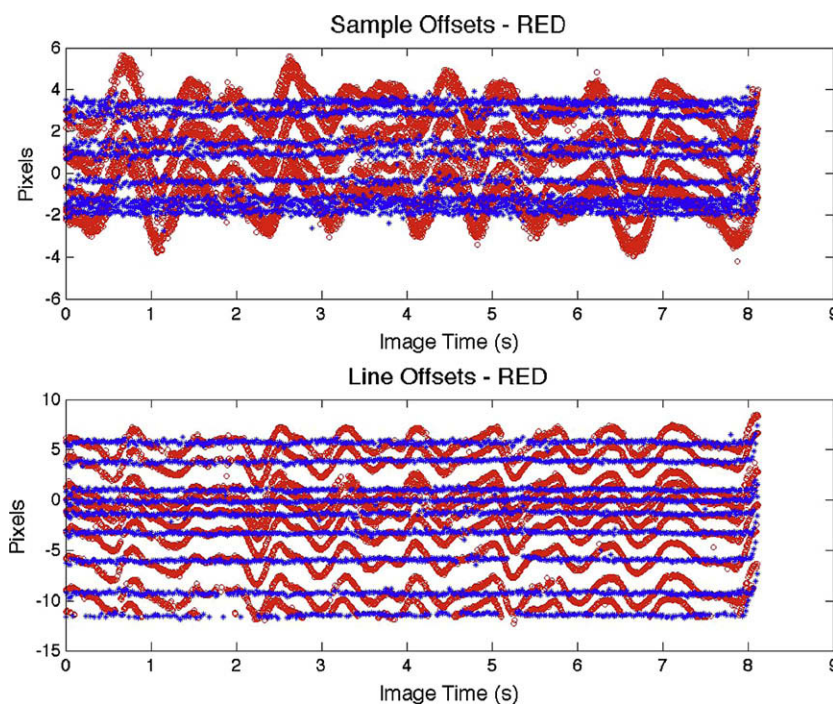 Sample Offsets - RED
6
4
2
0
-2
-4
-6
Pixels
0 1 2 3 4 5 6 7 8 9
Image Time (s)
Line Offsets - RED
10
5
0
-5
-10
-15
Pixels
0 1 2 3 4 5 6 7 8 9
Image Time (s)